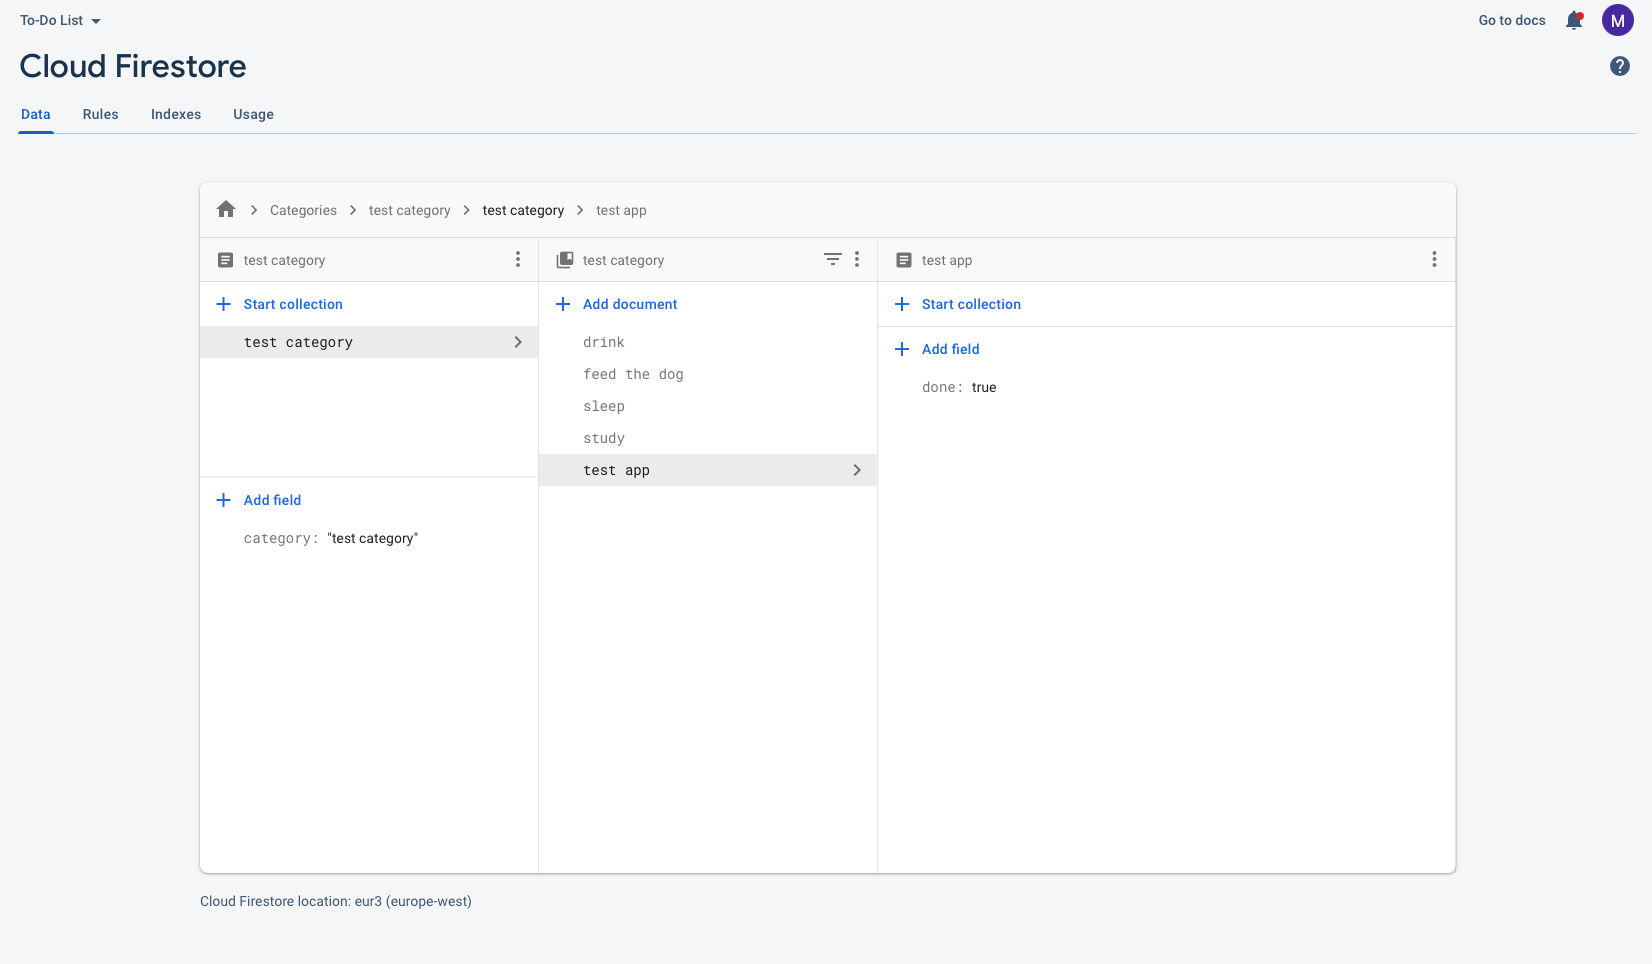 To-Do List
Go to docs
M
Cloud Firestore
?
Data Rules Indexes Usage
Categories test category test category test app
test category
test category
test app
Start collection
Add document
Start collection
test category
drink
feed the dog
sleep
study
test app
Add field
done: true
Add field
category: "test category"
Cloud Firestore location: eur3 (europe-west)